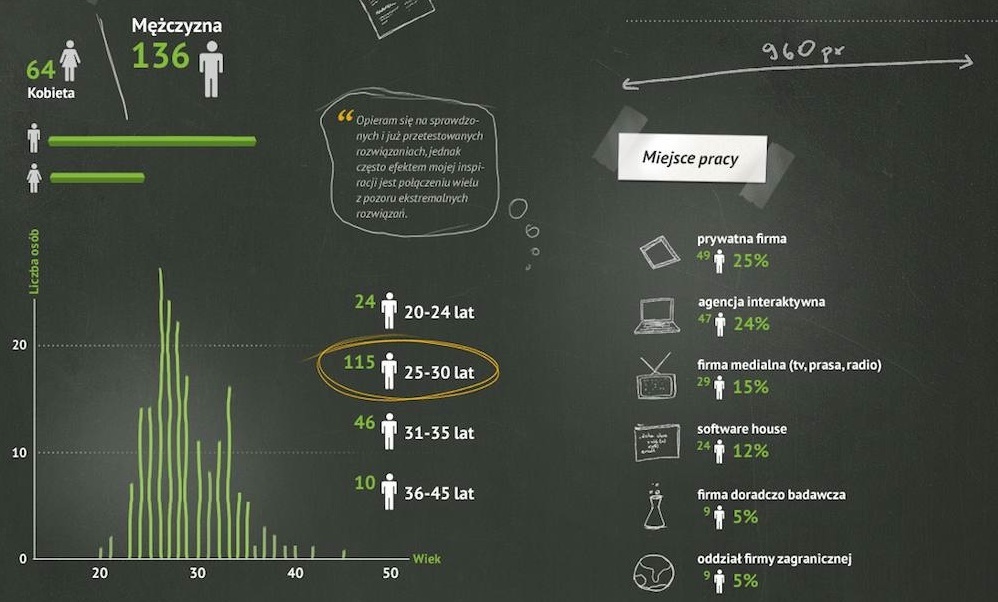 Mężczyzna
136
64
Kobieta
960 px
“ Opieram się na sprawdzo-
nych i już przetestowanych
rozwiązaniach, jednak
często efektem mojej inspi-
racji jest połączeniu wielu
z pozoru ekstremalnych
rozwiązań.
Miejsce pracy
Liczba osób
20
10
0
20 30 40 50
Wiek
24 20-24 lat
115 25-30 lat
46 31-35 lat
10 36-45 lat
prywatna firma
49 25%
agencja interaktywna
47 24%
firma medialna (tv, prasa, radio)
29 15%
software house
24 12%
firma doradczo badawcza
9 5%
oddział firmy zagranicznej
9 5%